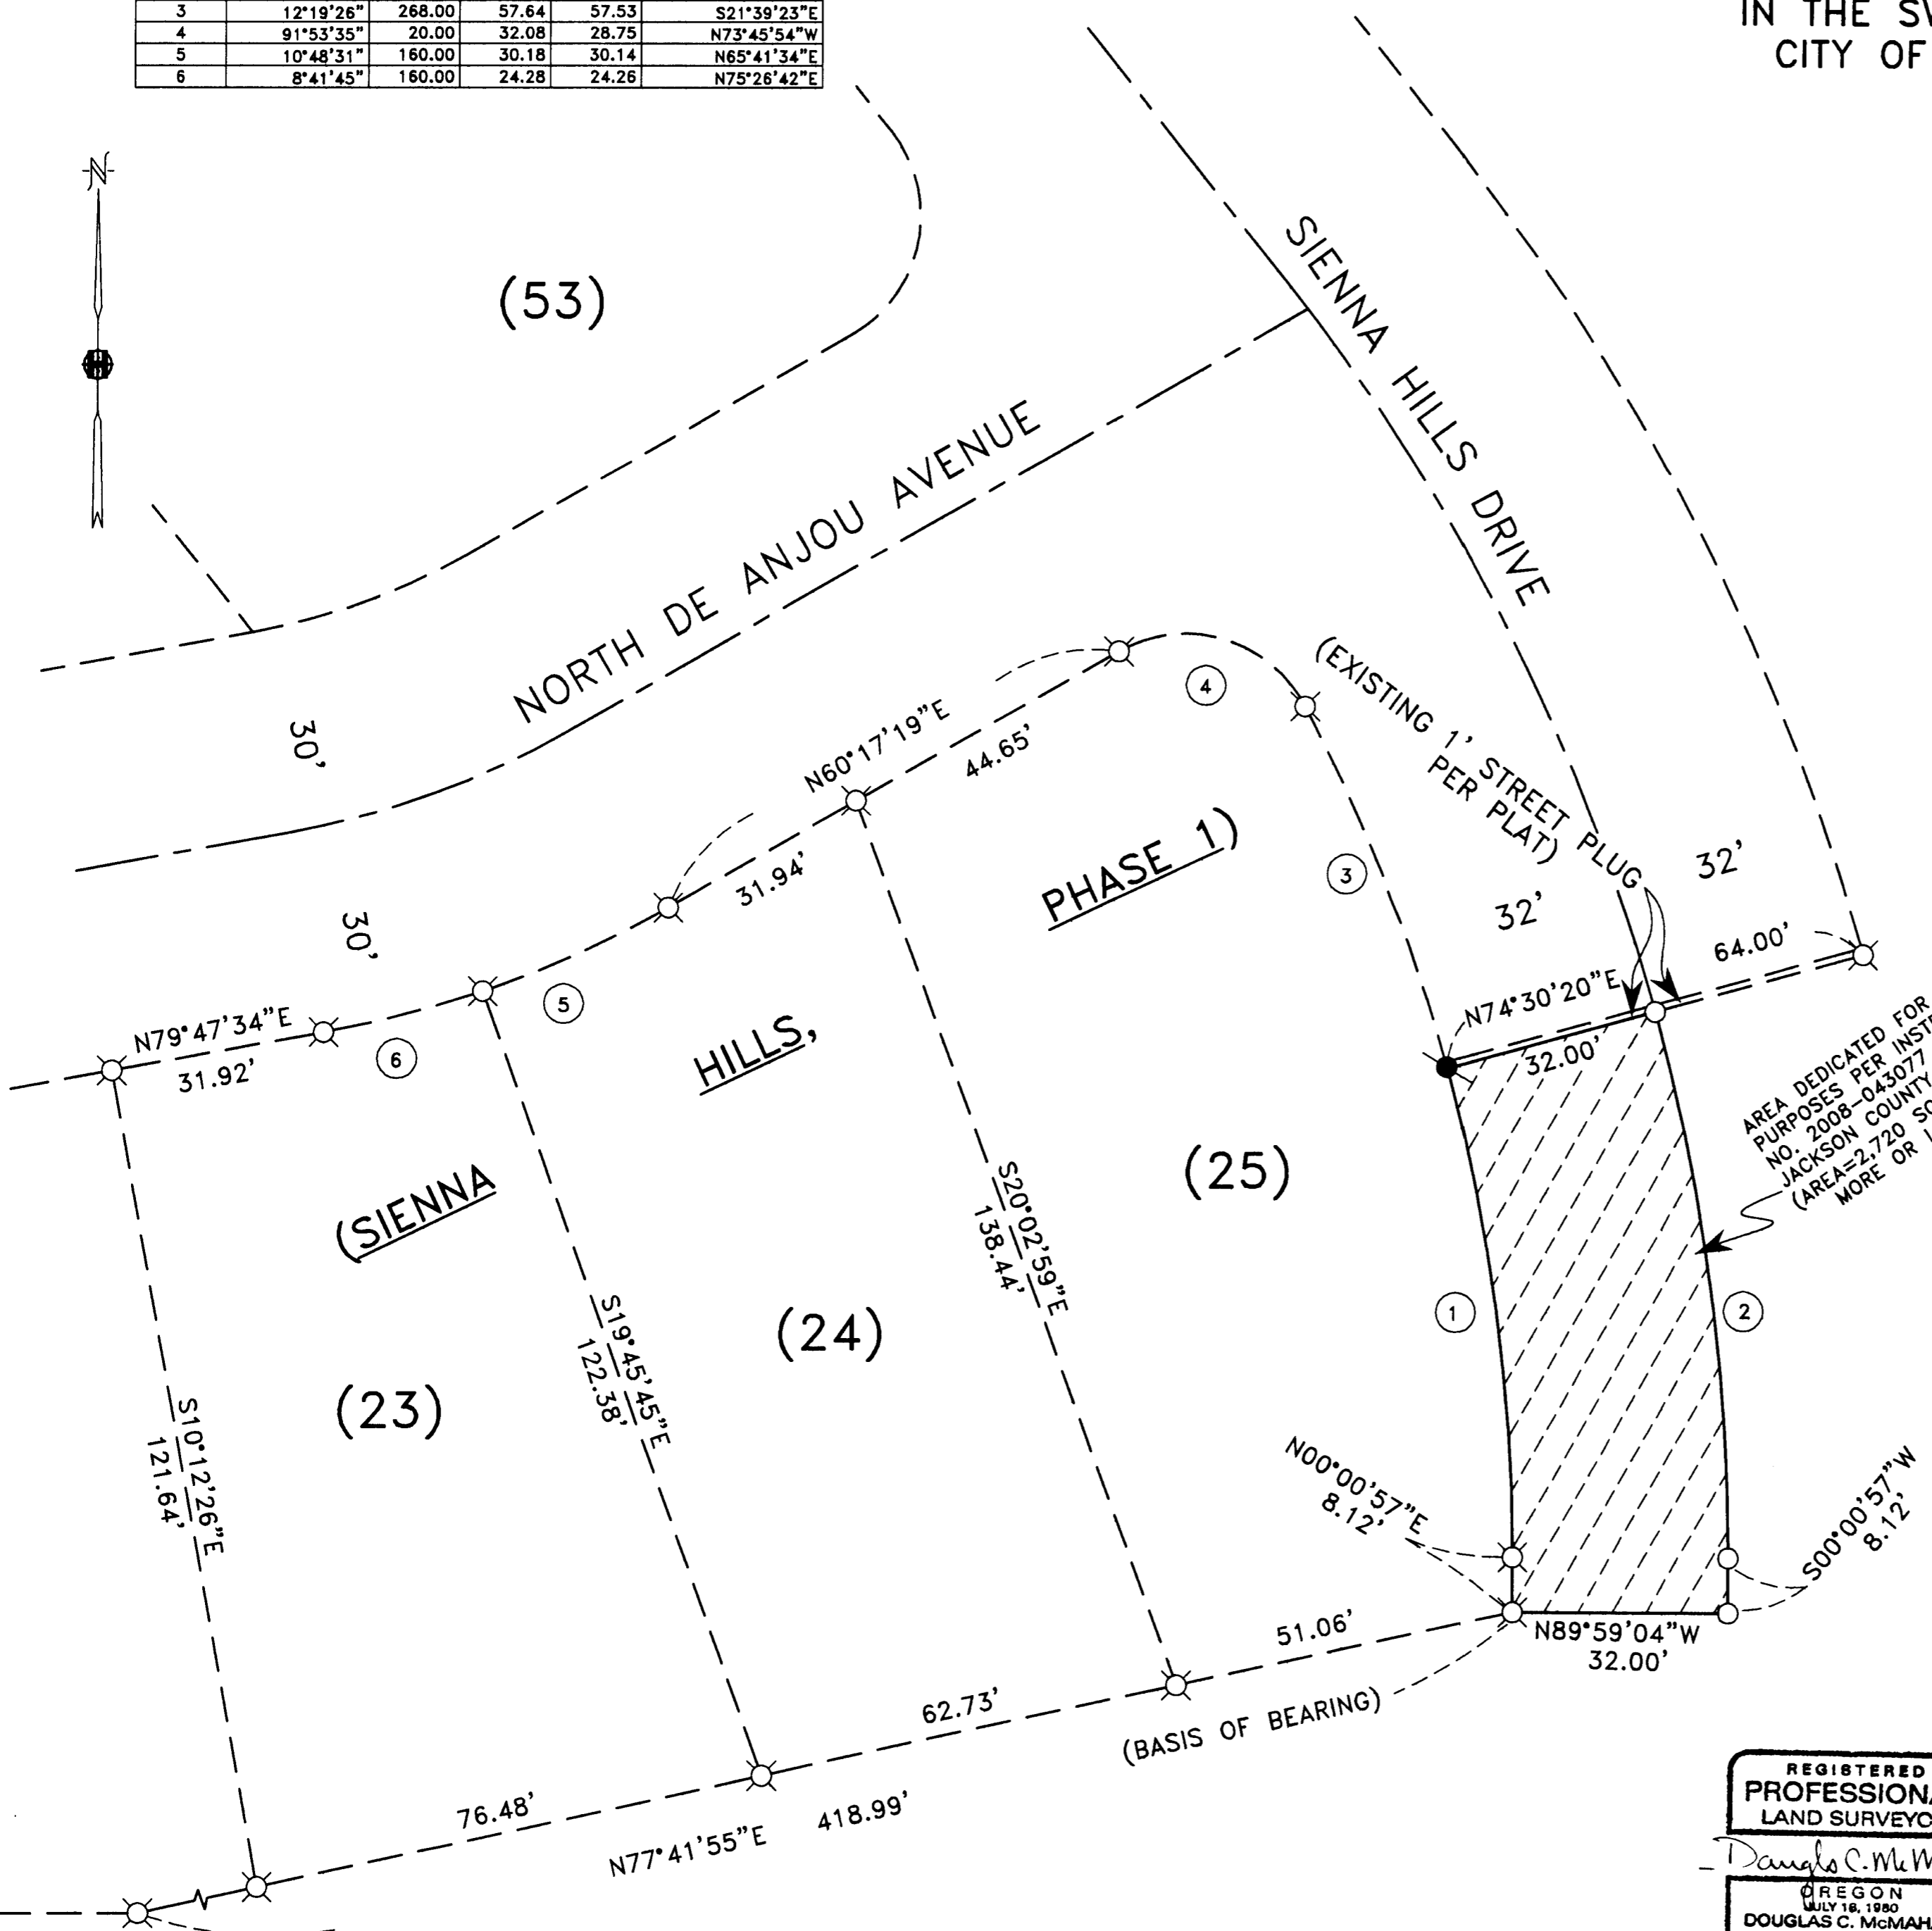 3 12°19'26" 268.00 57.64 57.53 S21°39'23"E
4 91°53'35" 20.00 32.08 28.75 N73°45'54"W
5 10°48'31" 160.00 30.18 30.14 N65°41'34"E
6 8°41'45" 160.00 24.28 24.26 N75°26'42"E
IN THE
CITY OF
N
(53)
SIENNA HILLS DRIVE
NORTH DE ANJOU AVENUE
30'
30'
(EXISTING 1' STREET PLUG
PER PLAT)
4
N60°17'19"E
44.65'
31.94'
PHASE 1)
3
32'
32'
64.00'
N74°30'20"E
32.00'
N79°47'34"E
31.92'
6
5
HILLS,
(SIENNA
AREA DEDICATED FOR
PURPOSES PER
NO. 2008-043077
JACKSON COUNTY
(AREA=2,720
MORE OR
(25)
S20°02'59"E
138.44'
1
2
(24)
S19°45'45"E
122.38'
(23)
S10°12'26"E
121.64'
N00°00'57"E
8.12'
S00°00'57"W
8.12'
N89°59'04"W
32.00'
51.06'
62.73'
(BASIS OF BEARING)
76.48'
N77°41'55"E 418.99'
REGISTERED
PROFESSIONA
LAND SURVEYO
Douglas C. McM
OREGON
JULY 18, 1980
DOUGLAS C. McMAH